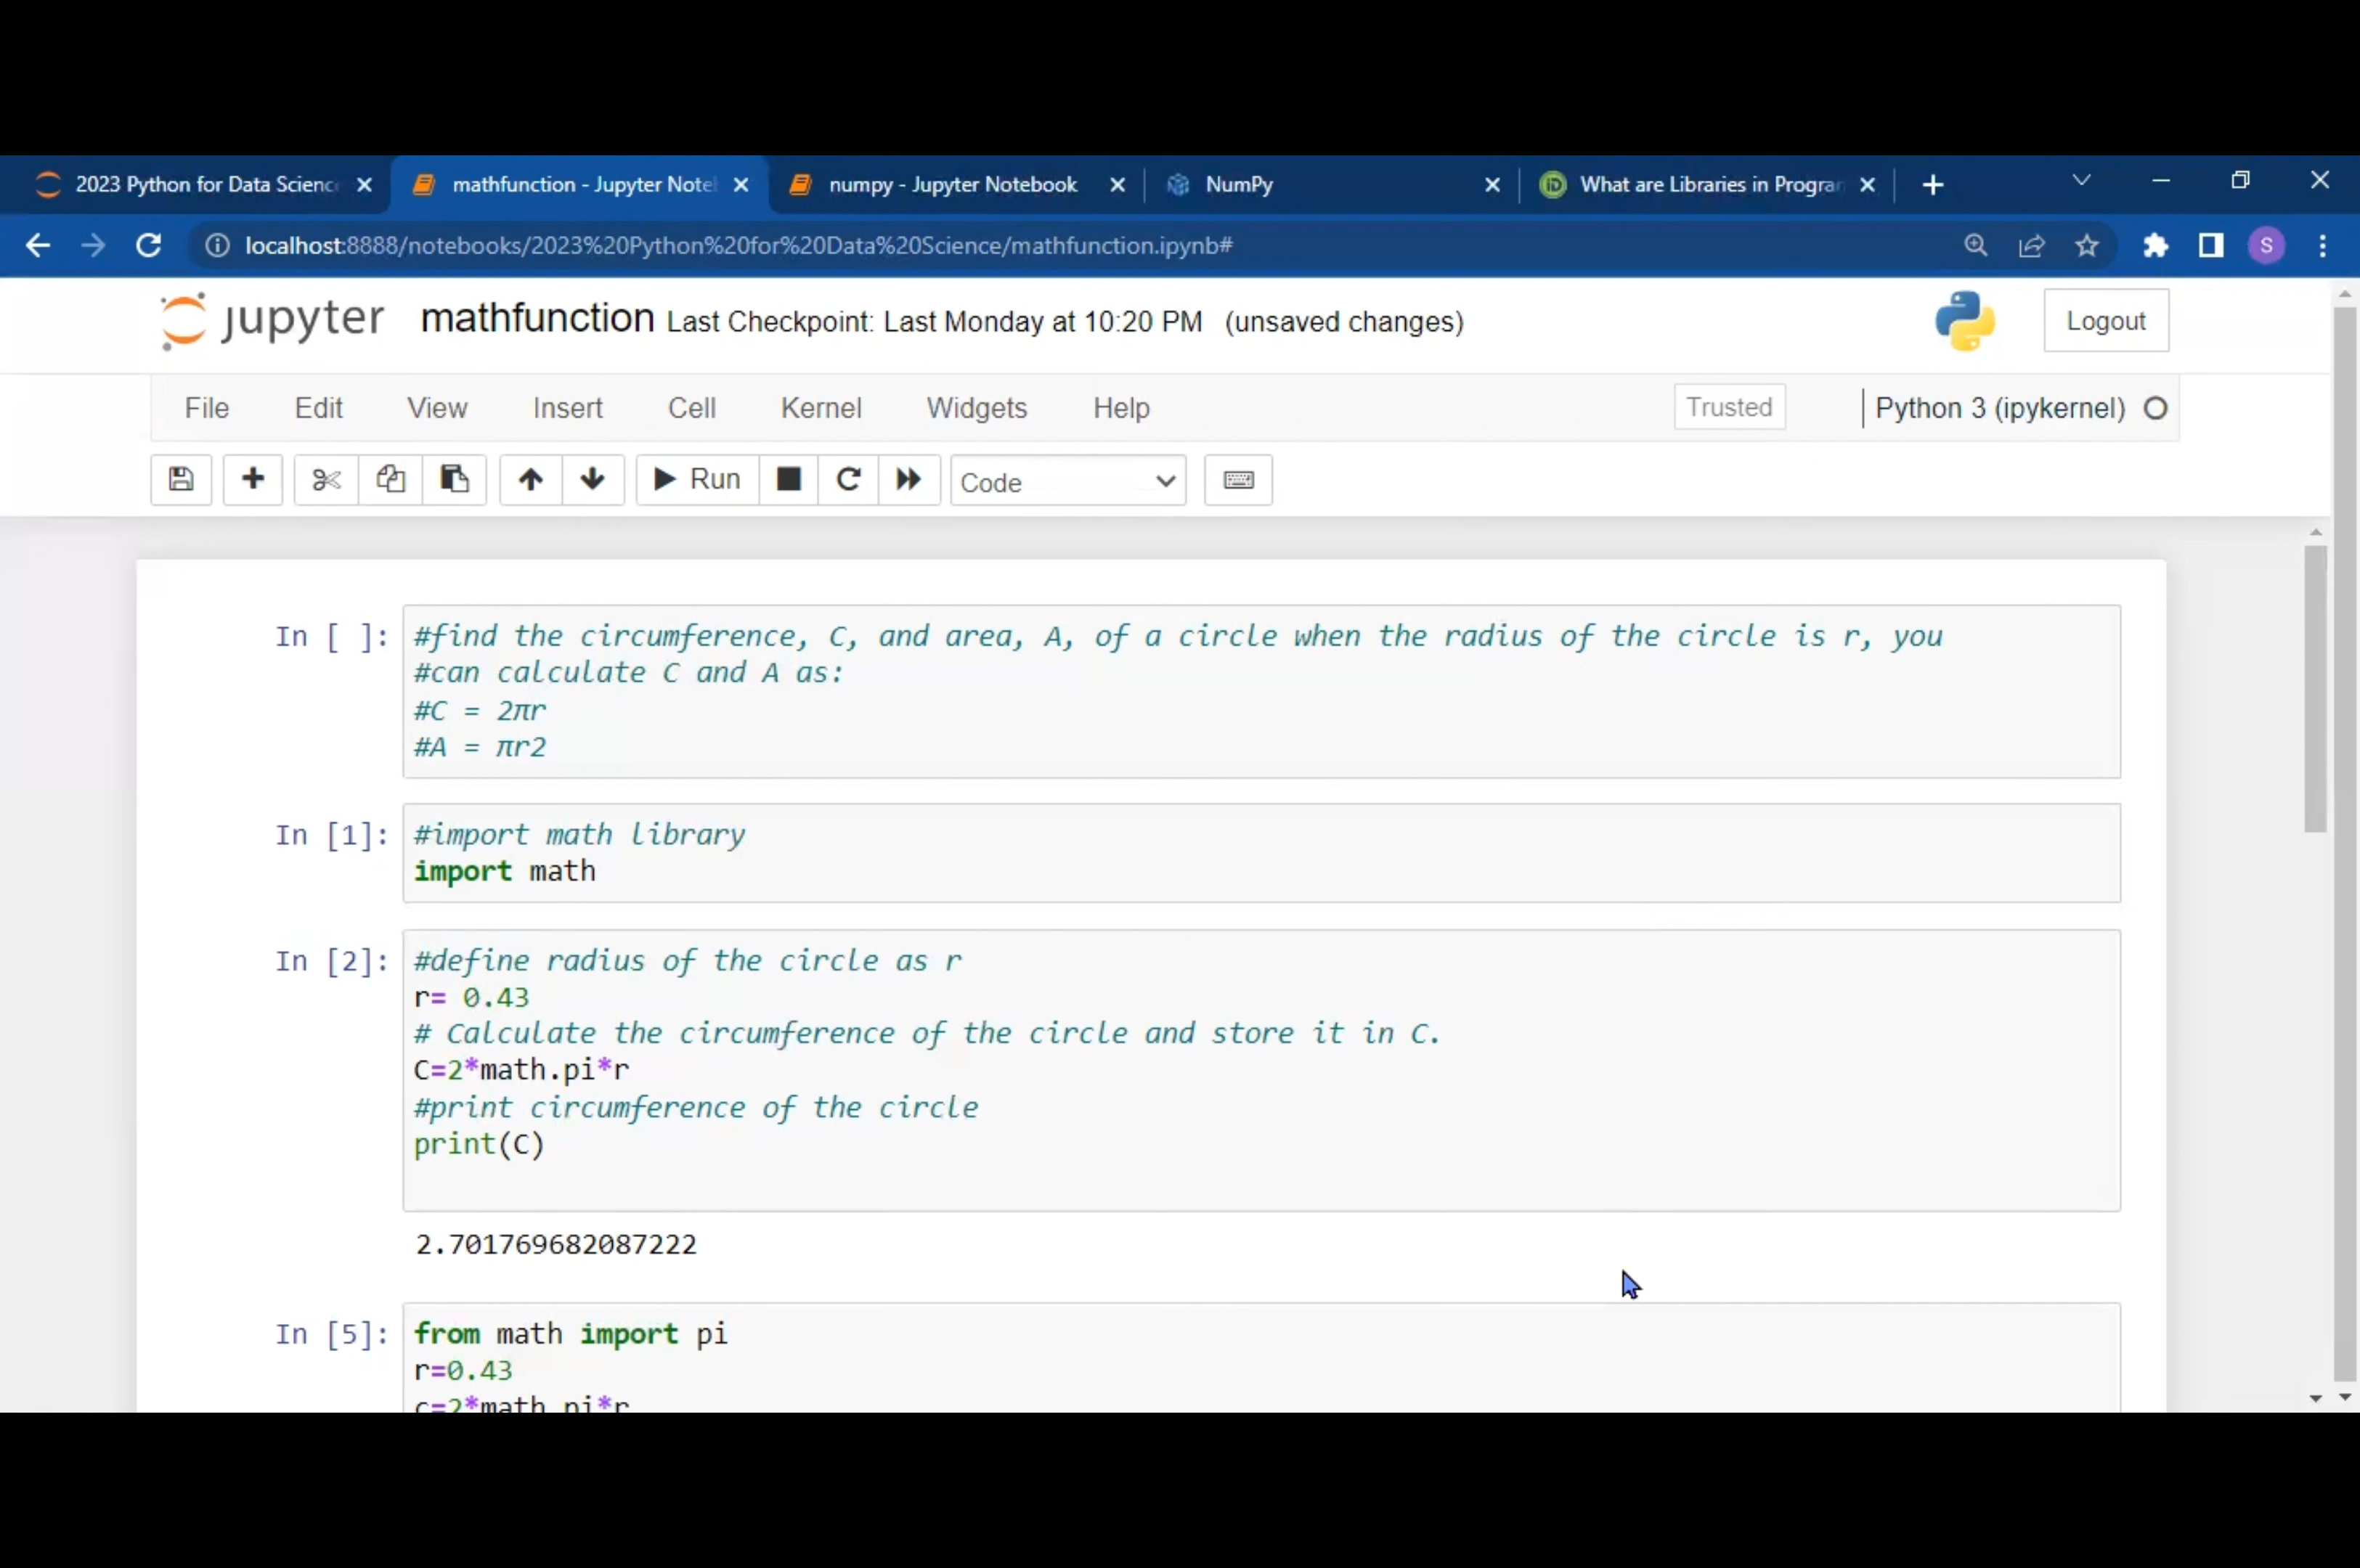 2023 Python for Data Science
mathfunction - Jupyter Note
numpy - Jupyter Notebook
NumPy
What are Libraries in Program
localhost:8888/notebooks/2023%20Python%20for%20Data%20Science/mathfunction.ipynb#
S
jupyter mathfunction Last Checkpoint: Last Monday at 10:20 PM (unsaved changes)
Logout
File Edit View Insert Cell Kernel Widgets Help
Trusted
Python 3 (ipykernel)
Run
Code
In [ ]: #find the circumference, C, and area, A, of a circle when the radius of the circle is r, you
#can calculate C and A as:
#C = 2πr
#A = πr2
In [1]: #import math library
import math
In [2]: #define radius of the circle as r
r= 0.43
# Calculate the circumference of the circle and store it in C.
C=2*math.pi*r
#print circumference of the circle
print(C)
2.701769682087222
In [5]: from math import pi
r=0.43
c=2*math.pi*r